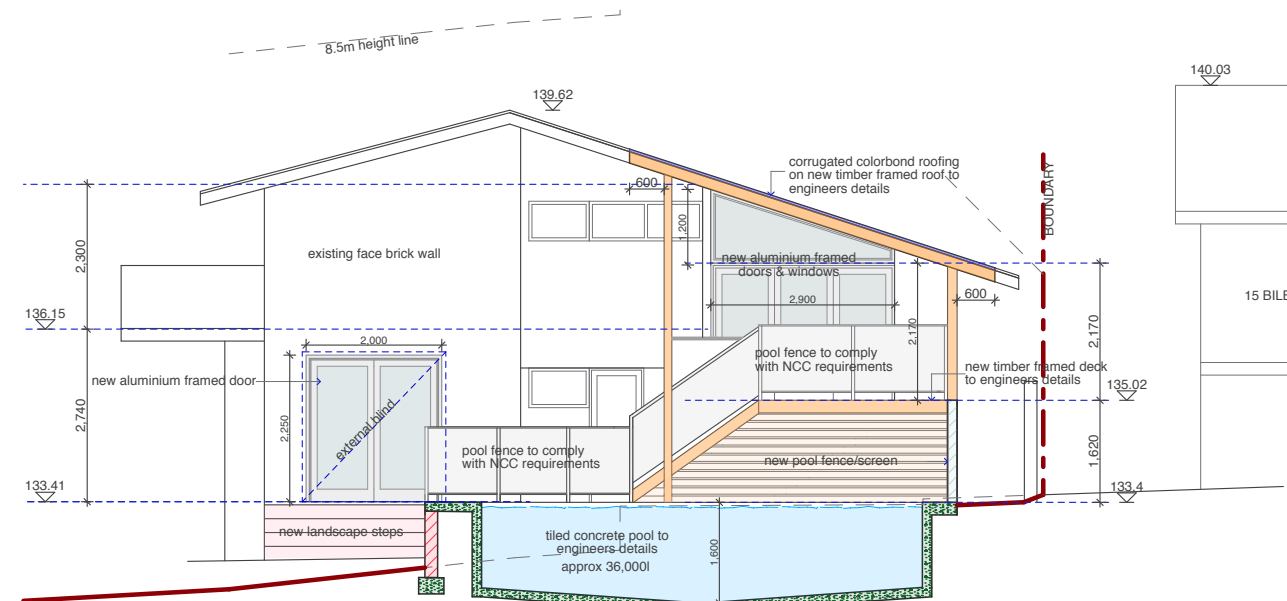 8.5m height line
140.03
139.62
corrugated colorbond roofing
on new timber framed roof to
engineers details
BOUNDARY
600
1,200
2,300
existing face brick wall
new aluminium framed
doors & windows
2,900
600
15 BILE
136.15
2,170
2,170
2,000
pool fence to comply
with NCC requirements
new timber framed deck
to engineers details
new aluminium framed door
135.02
2,740
2,250
external blind
pool fence to comply
with NCC requirements
new pool fence/screen
1,620
133.41
133.4
new landscape steps
tiled concrete pool to
engineers details
approx 36,000l
1,600